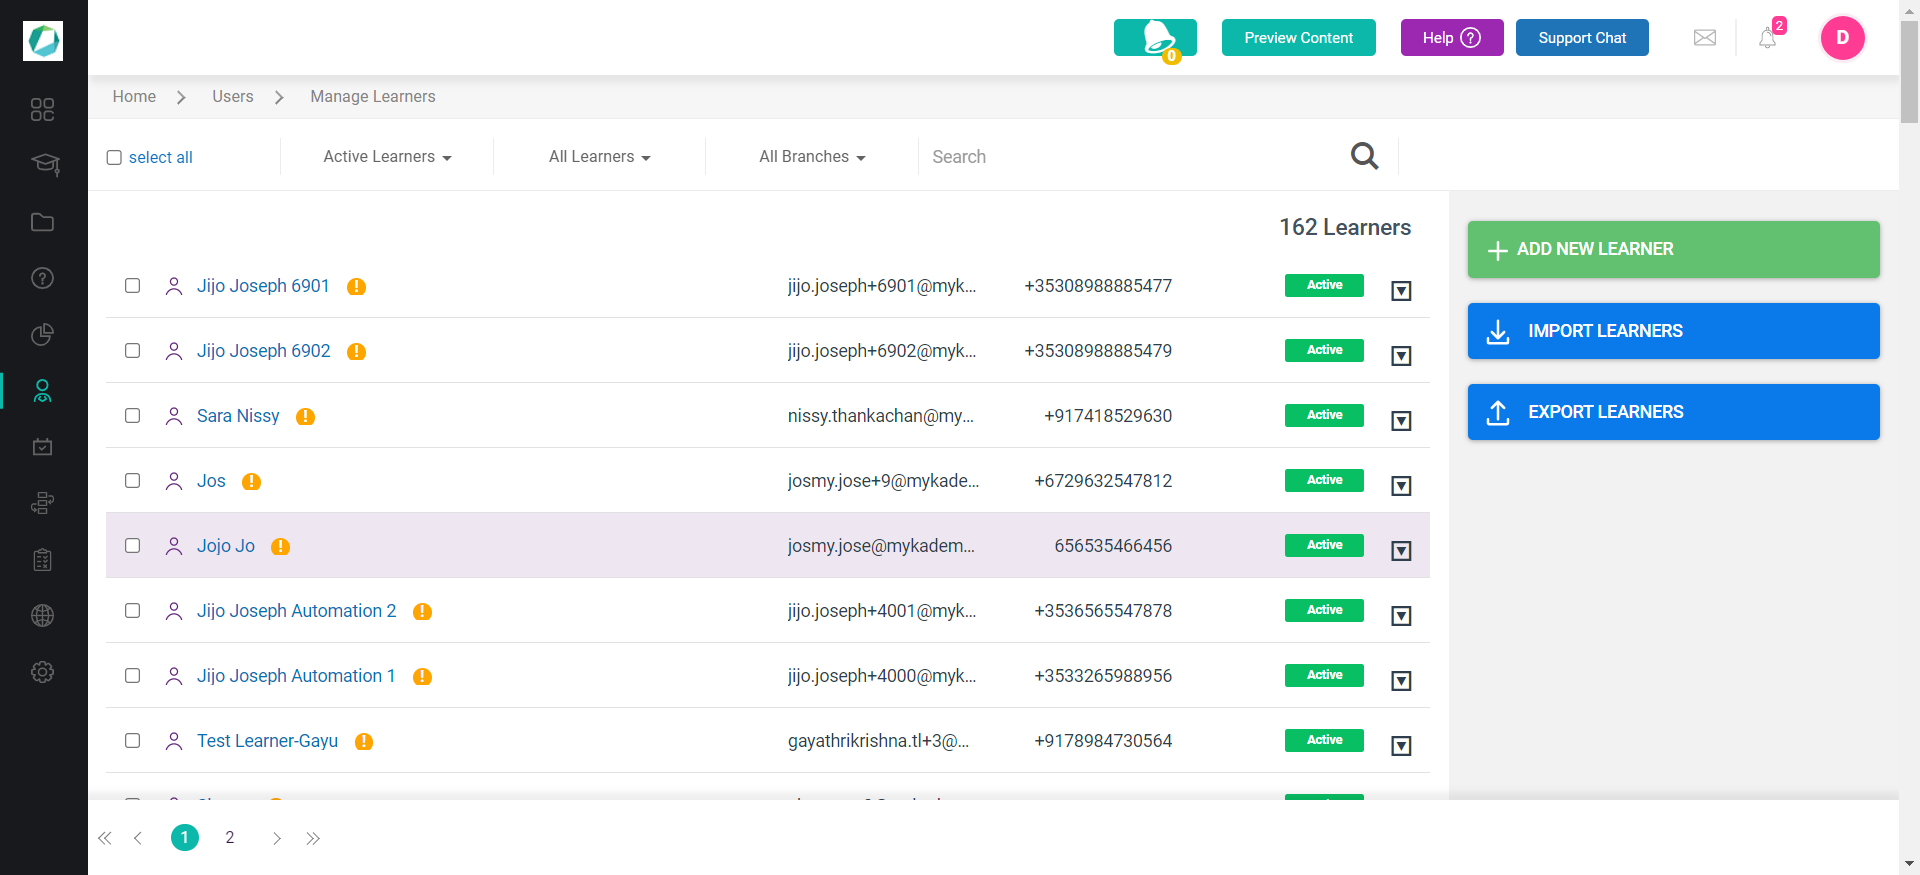 0
Preview Content
Help ?
Support Chat
2
D
Home
Users
Manage Learners
select all
Active Learners
All Learners
All Branches
Search
162 Learners
Jijo Joseph 6901 ! jijo.joseph+6901@myk... +35308988885477 Active
Jijo Joseph 6902 ! jijo.joseph+6902@myk... +35308988885479 Active
Sara Nissy ! nissy.thankachan@my... +917418529630 Active
Jos ! josmy.jose+9@mykade... +6729632547812 Active
Jojo Jo ! josmy.jose@mykadem... 656535466456 Active
Jijo Joseph Automation 2 ! jijo.joseph+4001@myk... +3536565547878 Active
Jijo Joseph Automation 1 ! jijo.joseph+4000@myk... +3533265988956 Active
Test Learner-Gayu ! gayathrikrishna.tl+3@... +9178984730564 Active
ADD NEW LEARNER
IMPORT LEARNERS
EXPORT LEARNERS
1
2